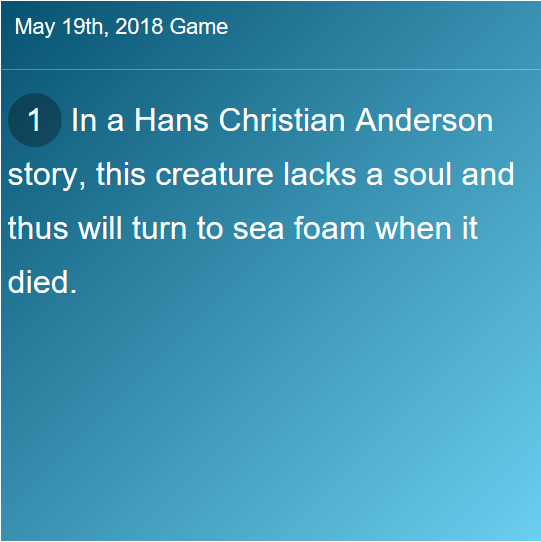 May 19th, 2018 Game
1 In a Hans Christian Anderson
story, this creature lacks a soul and
thus will turn to sea foam when it
died.